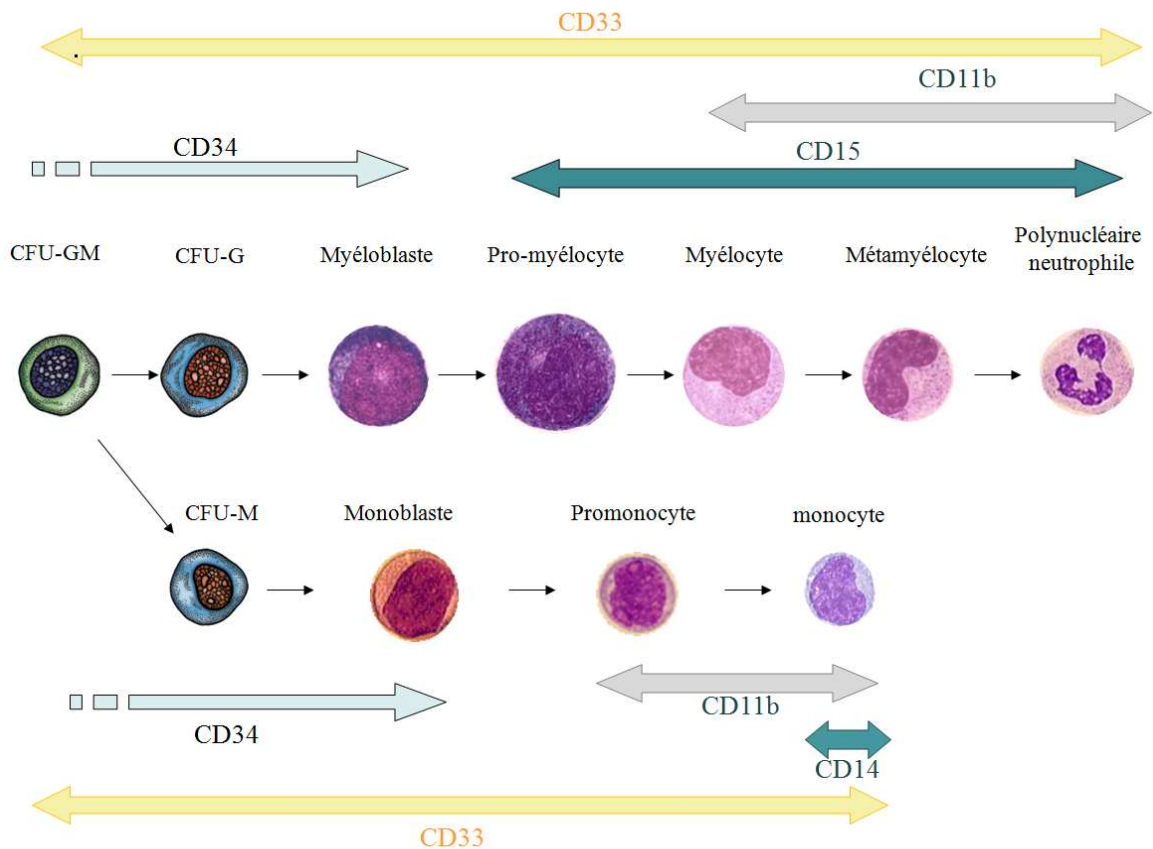 CD33
CD11b
CD34
CD15
CFU-GM
CFU-G
Myéloblaste
Pro-myélocyte
Myélocyte
Métamyélocyte
Polynucléaire
neutrophile
CFU-M
Monoblaste
Promonocyte
monocyte
CD11b
CD34
CD14
CD33